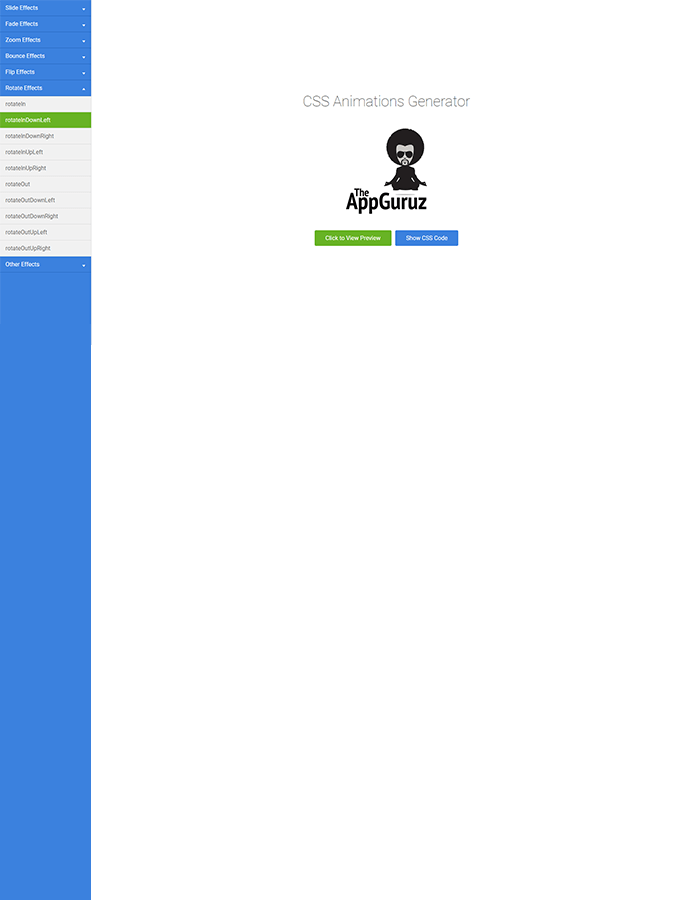 Slide Effects
Fade Effects
Zoom Effects
Bounce Effects
Flip Effects
Rotate Effects
rotateIn
rotateInDownLeft
rotateInDownRight
rotateInUpLeft
rotateInUpRight
rotateOut
rotateOutDownLeft
rotateOutDownRight
rotateOutUpLeft
rotateOutUpRight
Other Effects
CSS Animations Generator
The
AppGuruz
Click to View Preview
Show CSS Code